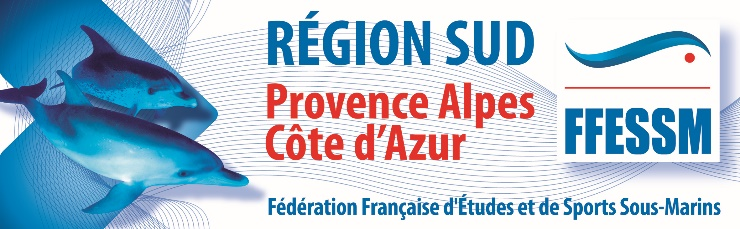 RÉGION SUD
Provence Alpes
Côte d'Azur
FFESSM
Fédération Française d'Études et de Sports Sous-Marins